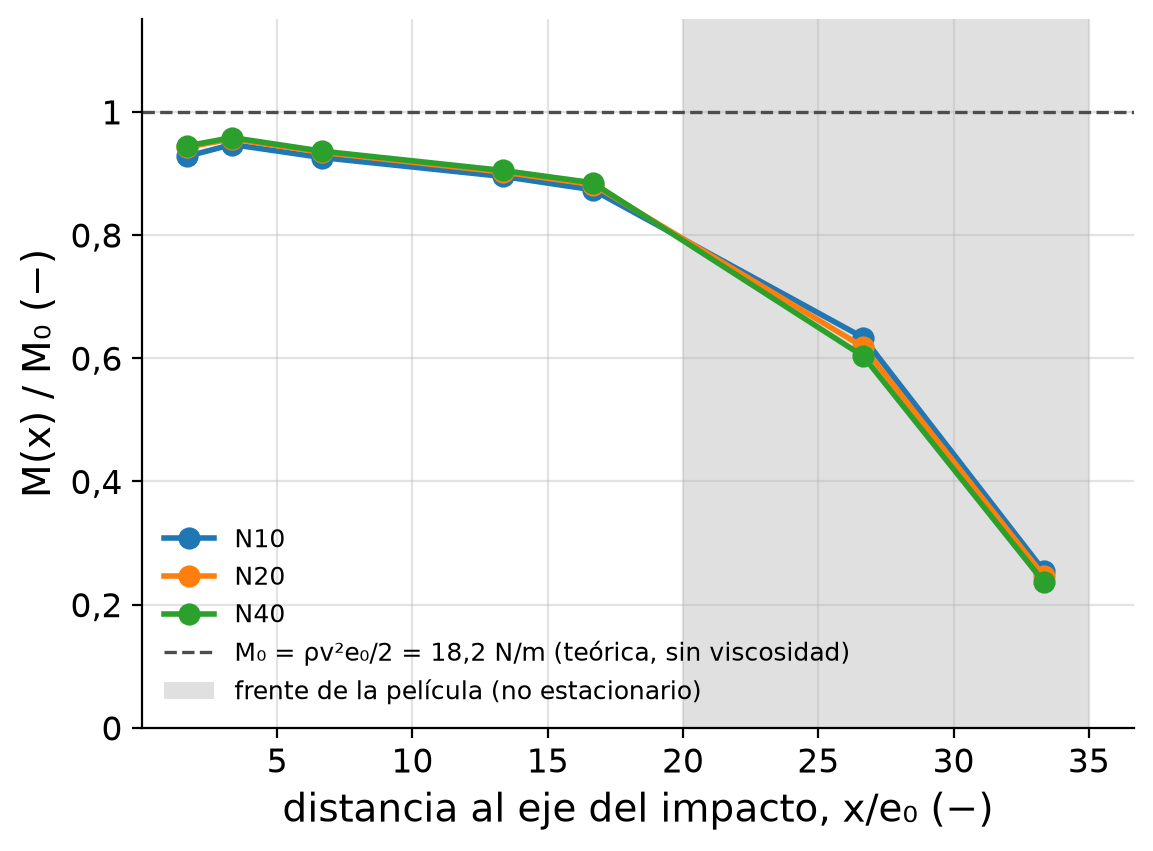 M(x) / M₀ (−)
1
0,8
0,6
0,4
0,2
0
N10
N20
N40
M₀ = ρv²e₀/2 = 18,2 N/m (teórica, sin viscosidad)
frente de la película (no estacionario)
5 10 15 20 25 30 35
distancia al eje del impacto, x/e₀ (−)